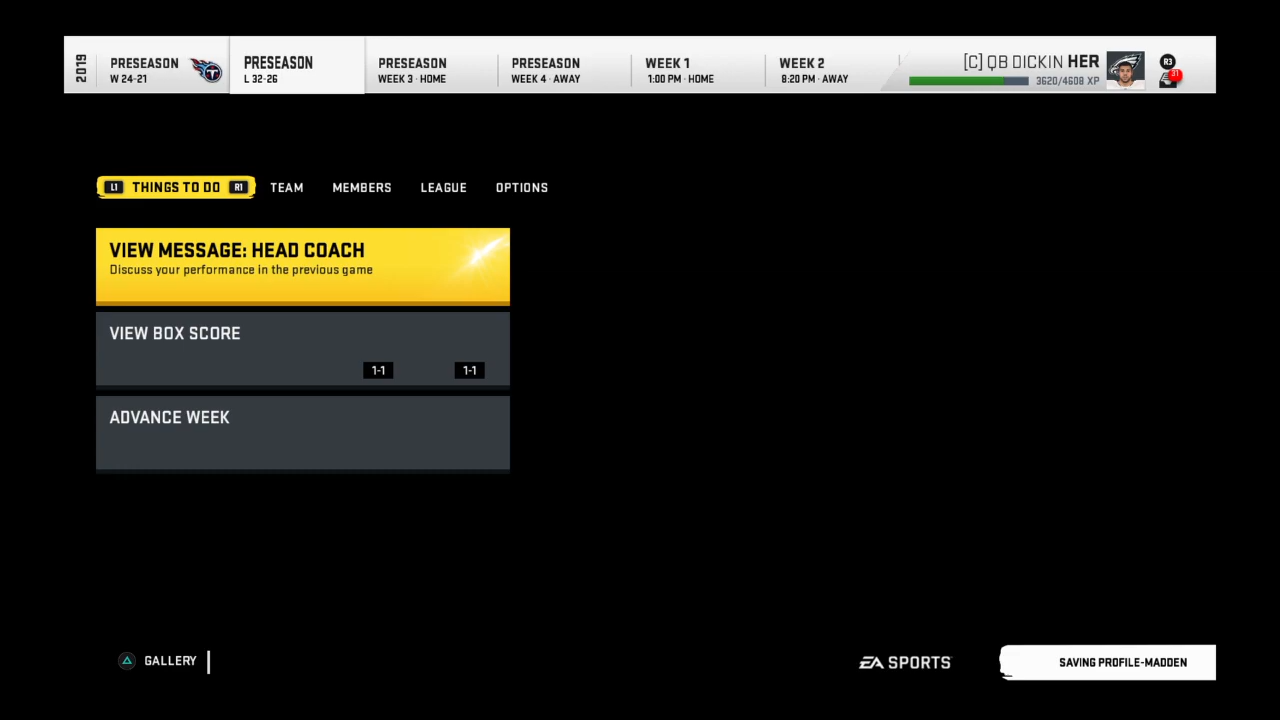 2019
PRESEASON
W 24-21
PRESEASON
L 32-26
PRESEASON
WEEK 3 · HOME
PRESEASON
WEEK 4 · AWAY
WEEK 1
1:00 PM · HOME
WEEK 2
8:20 PM · AWAY
[C] QB DICKIN HER
3620/4608 XP
R3
31
L1 THINGS TO DO R1 TEAM MEMBERS LEAGUE OPTIONS
VIEW MESSAGE: HEAD COACH
Discuss your performance in the previous game
VIEW BOX SCORE
1-1 1-1
ADVANCE WEEK
GALLERY
EA SPORTS
SAVING PROFILE-MADDEN